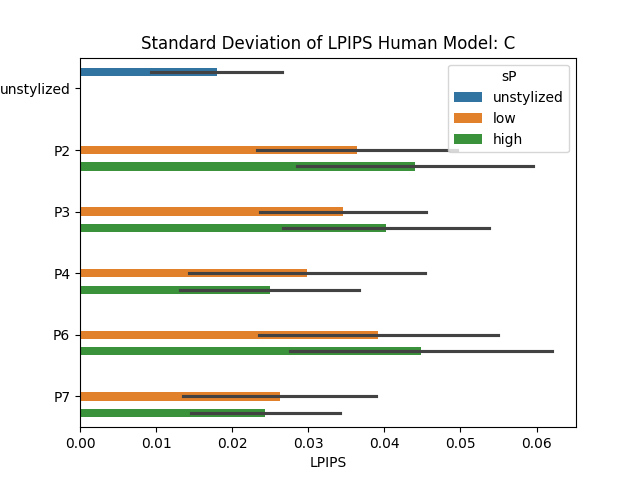 Standard Deviation of LPIPS Human Model: C
sP
unstylized
low
high
unstylized
P2
P3
P4
P6
P7
0.00 0.01 0.02 0.03 0.04 0.05 0.06
LPIPS